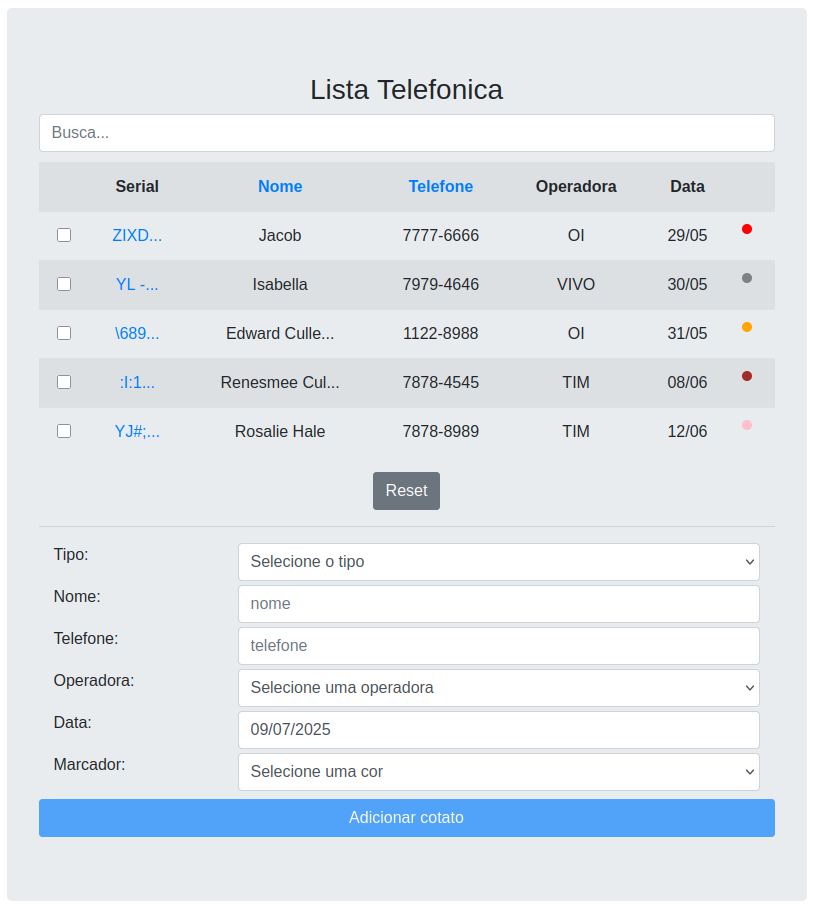 Lista Telefonica
Busca...
Serial Nome Telefone Operadora Data
ZIXD... Jacob 7777-6666 OI 29/05
YL -... Isabella 7979-4646 VIVO 30/05
\689... Edward Culle... 1122-8988 OI 31/05
:I:1... Renesmee Cul... 7878-4545 TIM 08/06
YJ#;... Rosalie Hale 7878-8989 TIM 12/06
Reset
Tipo: Selecione o tipo
Nome: nome
Telefone: telefone
Operadora: Selecione uma operadora
Data: 09/07/2025
Marcador: Selecione uma cor
Adicionar cotato